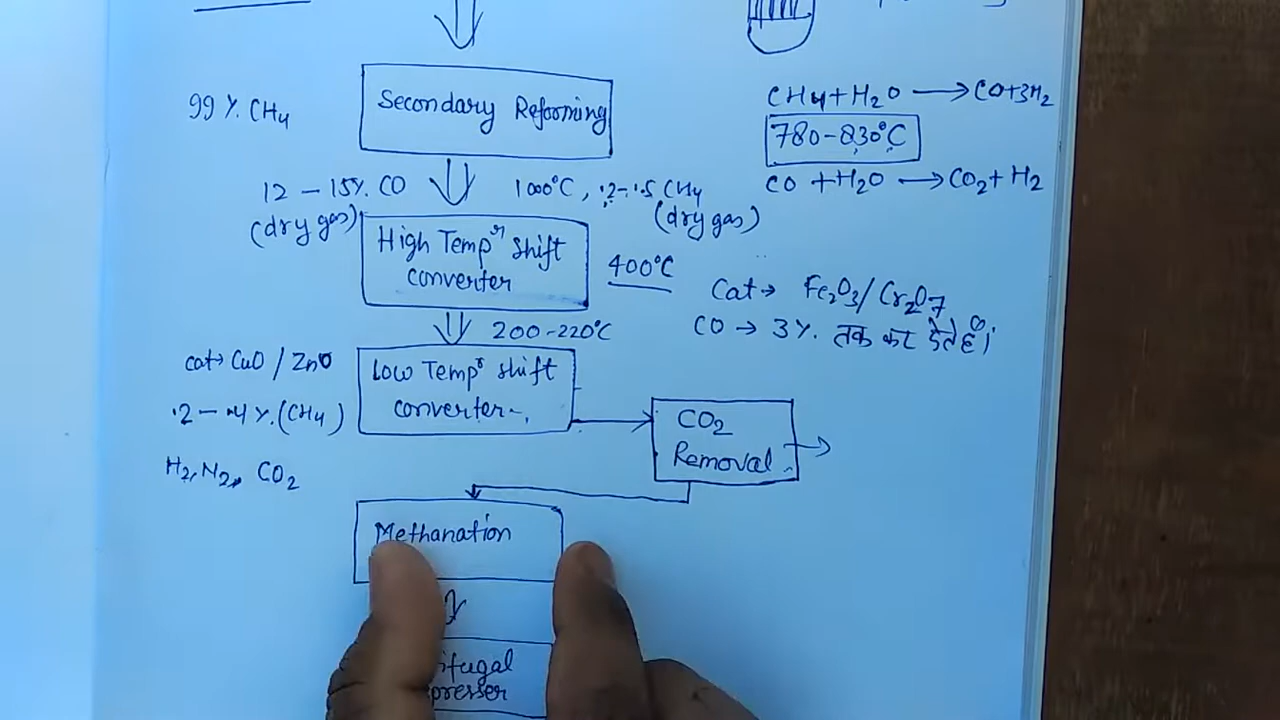 Secondary Reforming
99 %. CH4
CH4 + H2O → CO + 3H2
780-830°C
CO + H2O → CO2 + H2
12 - 15%. CO
(dry gas)
1000°C, .2-.5 CH4
(dry gas)
High Temp^r Shift
converter
400°C
Cat → Fe2O3/Cr2O7
CO → 3%. तक कर देते है।
200-220°C
cat → CuO / ZnO
Low Temp^r shift
converter
.2 - .4 %. (CH4)
CO2
Removal
H2, N2, CO2
Methanation
ifugal
presser